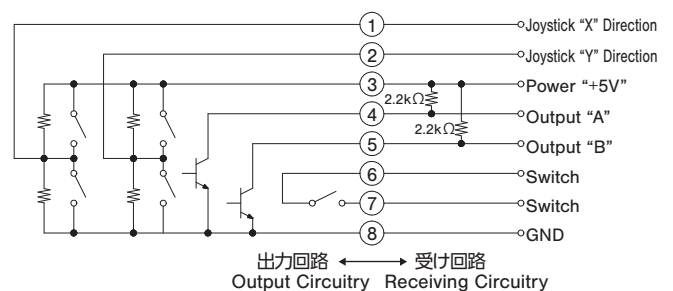 1 Joystick “X” Direction
2 Joystick “Y” Direction
3 Power “+5V”
2.2kΩ
4 Output “A”
2.2kΩ
5 Output “B”
6 Switch
7 Switch
8 GND
出力回路 受け回路
Output Circuitry Receiving Circuitry